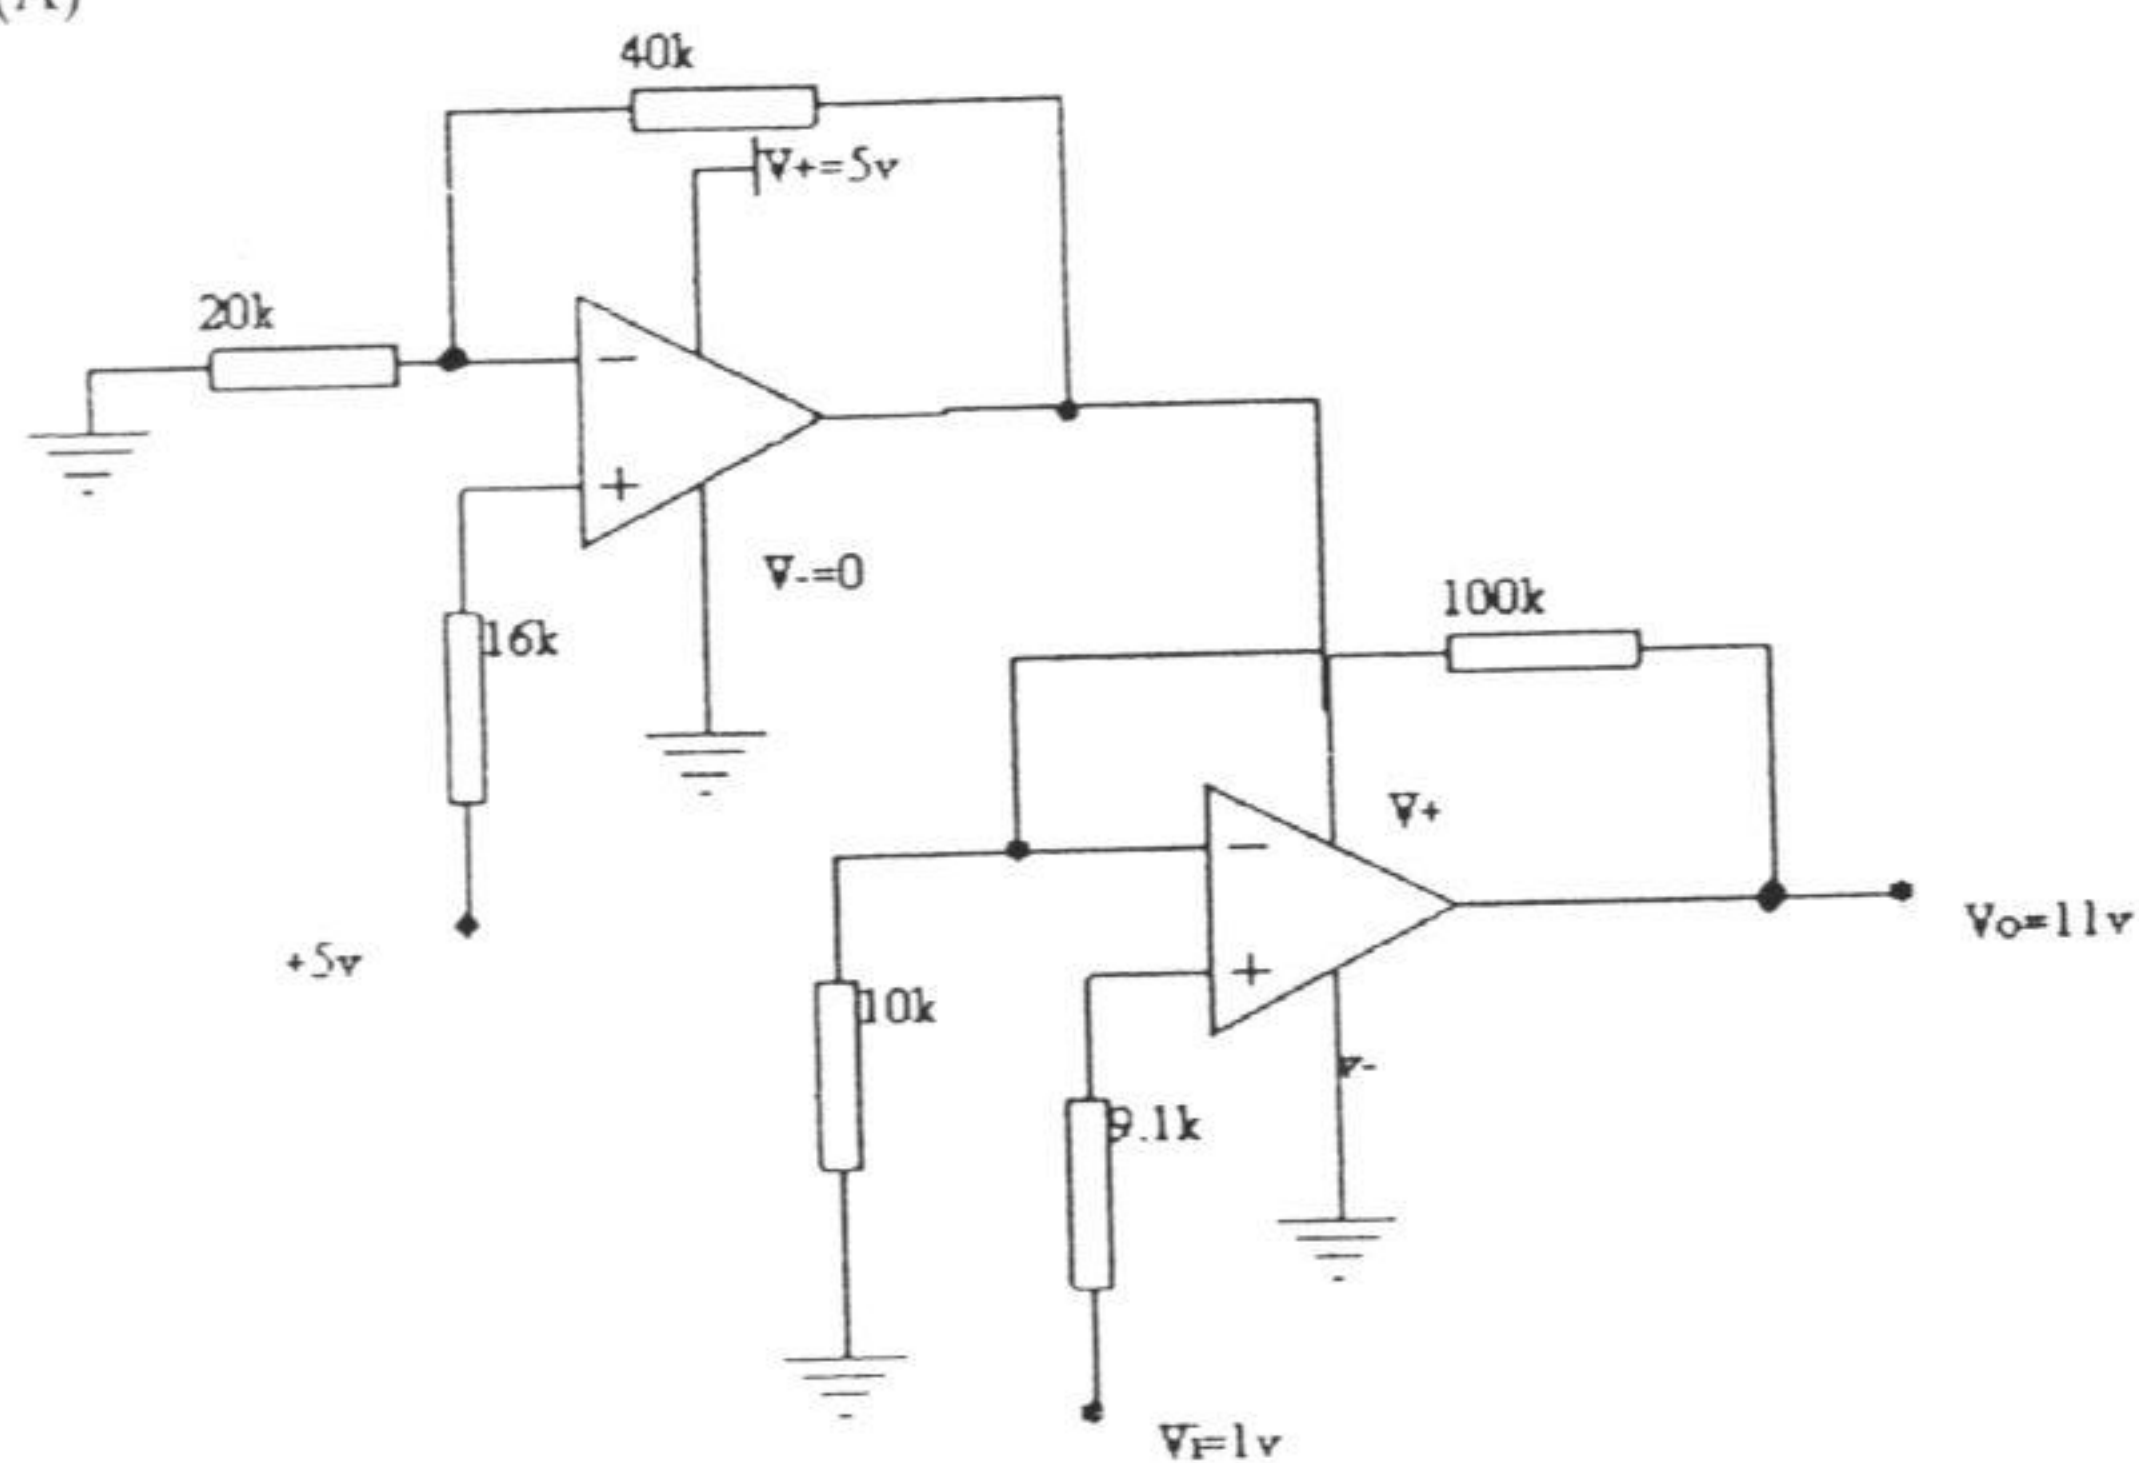 (A)
40k
V+=5v
20k
-
+
V-=0
16k
100k
+5v
V+
-
+
Vo=11v
10k
v-
9.1k
VI=1v